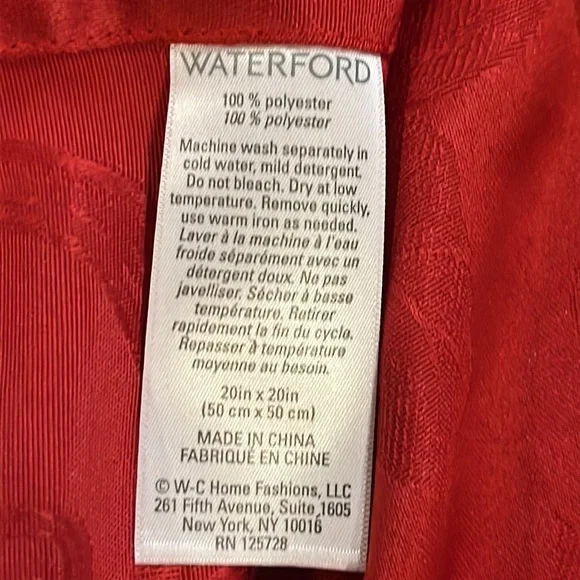 WATERFORD
100 % polyester
100 % polyester
Machine wash separately in
cold water, mild detergent.
Do not bleach. Dry at low
temperature. Remove quickly,
use warm iron as needed.
Laver à la machine à l'eau
froide séparément avec un
détergent doux. Ne pas
javelliser. Sécher à basse
température. Retirer
rapidement la fin du cycle.
Repasser à température
moyenne au besoin.
20in x 20in
(50 cm x 50 cm)
MADE IN CHINA
FABRIQUÉ EN CHINE
© W-C Home Fashions, LLC
261 Fifth Avenue, Suite 1605
New York, NY 10016
RN 125728